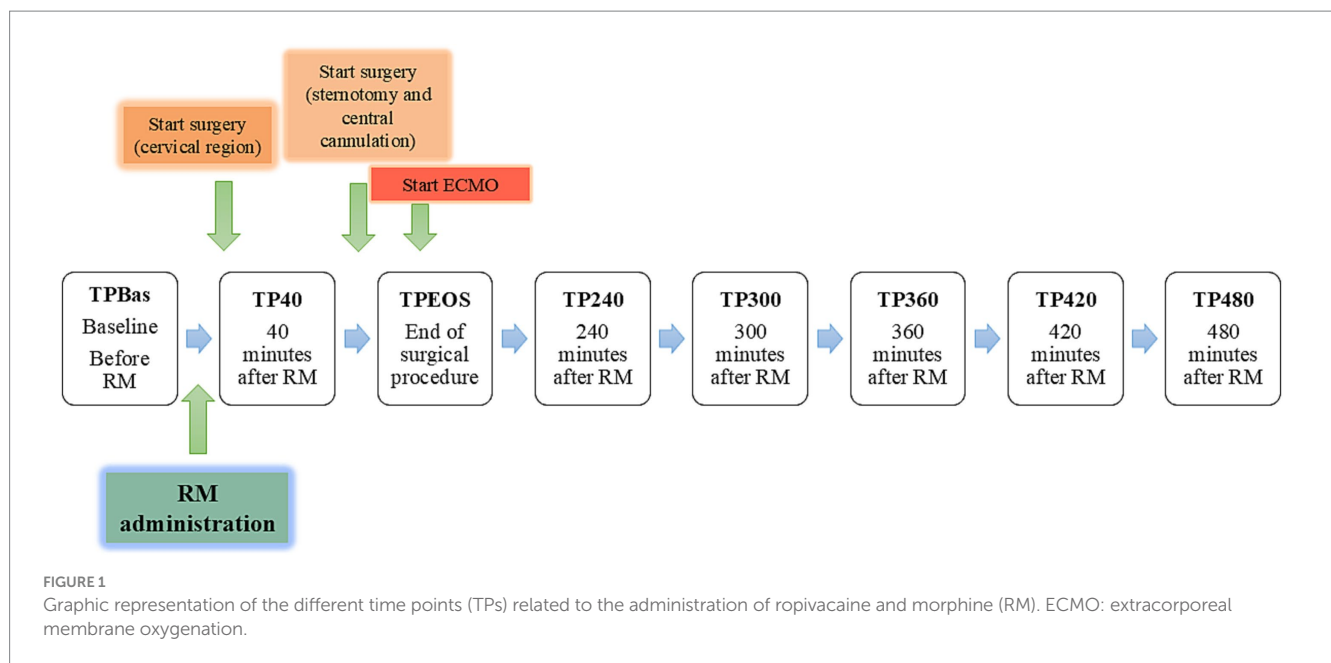 Start surgery
(cervical region)
Start surgery
(sternotomy and
central
cannulation)
Start ECMO
TPBas
Baseline
Before
RM
TP40
40
minutes
after RM
TPEOS
End of
surgical
procedure
TP240
240
minutes
after RM
TP300
300
minutes
after RM
TP360
360
minutes
after RM
TP420
420
minutes
after RM
TP480
480
minutes
after RM
RM
administration
FIGURE 1
Graphic representation of the different time points (TPs) related to the administration of ropivacaine and morphine (RM). ECMO: extracorporeal
membrane oxygenation.